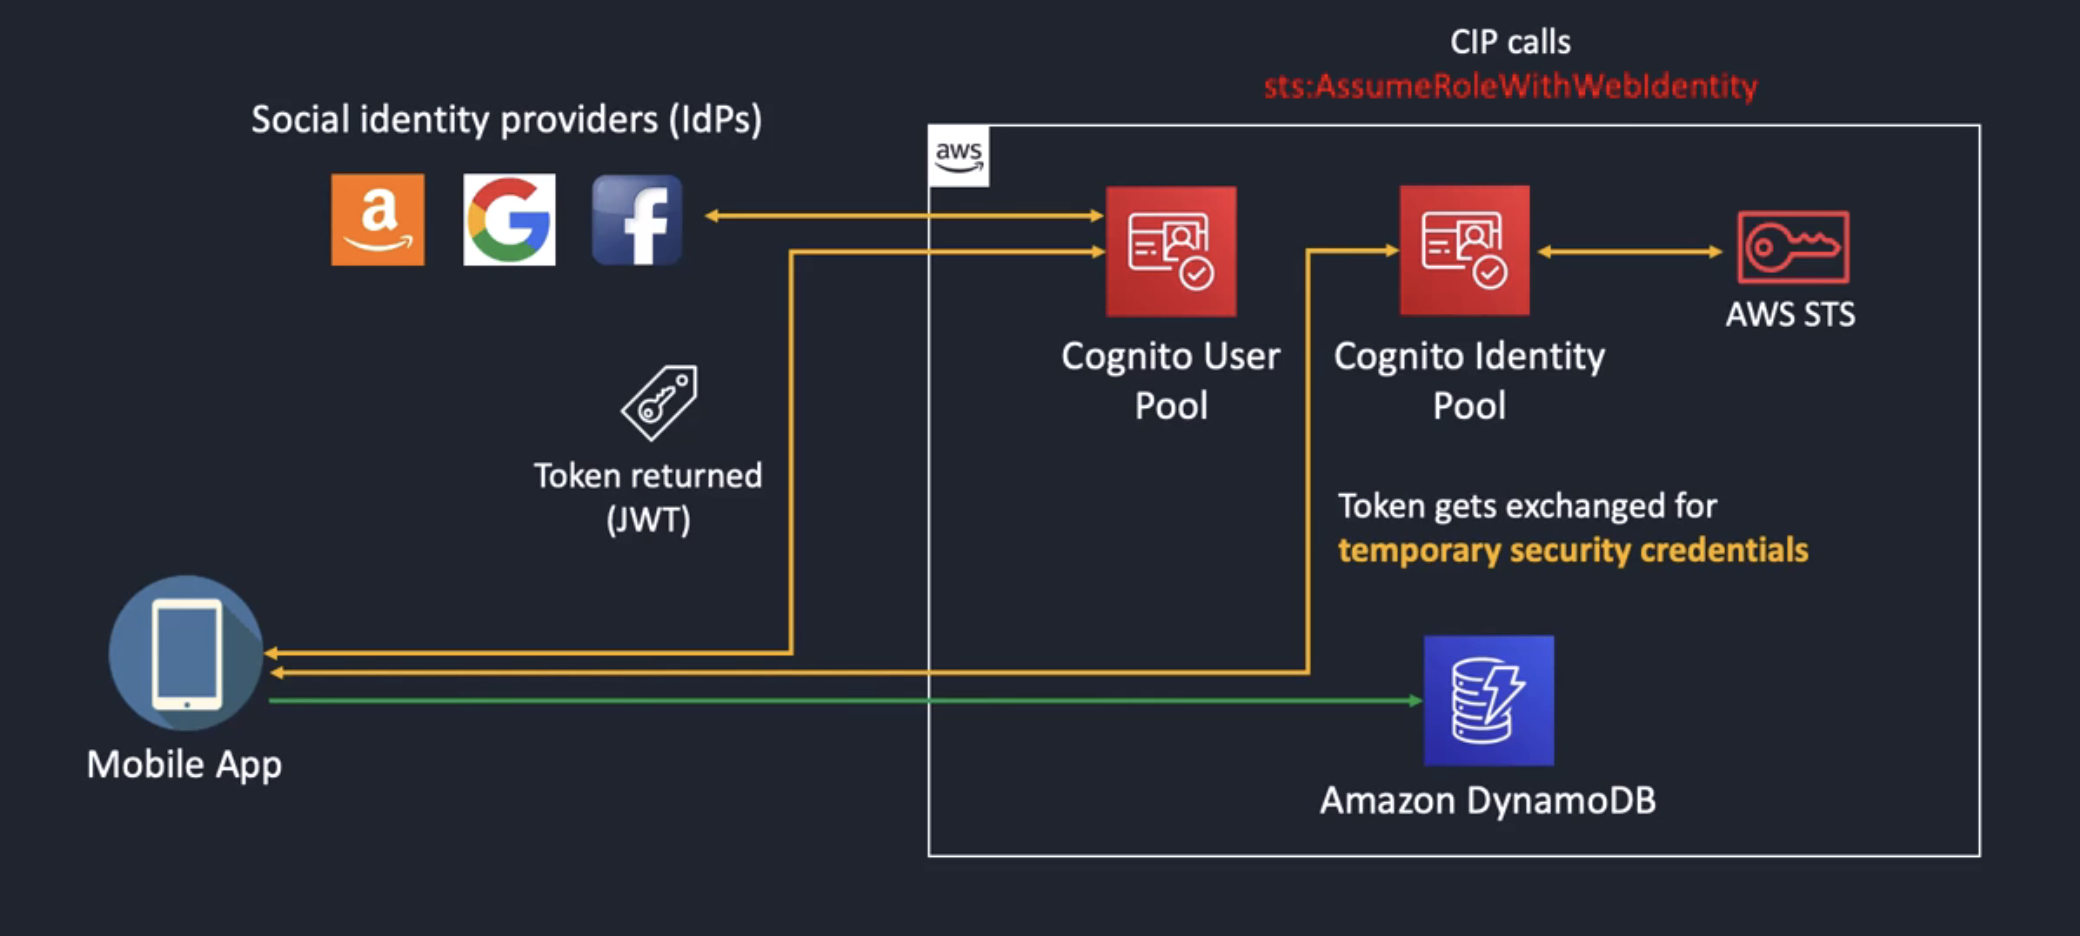 CIP calls
sts:AssumeRoleWithWebIdentity
Social identity providers (IdPs)
aws
a
G
f
AWS STS
Cognito User
Pool
Cognito Identity
Pool
Token returned
(JWT)
Token gets exchanged for
temporary security credentials
Mobile App
Amazon DynamoDB